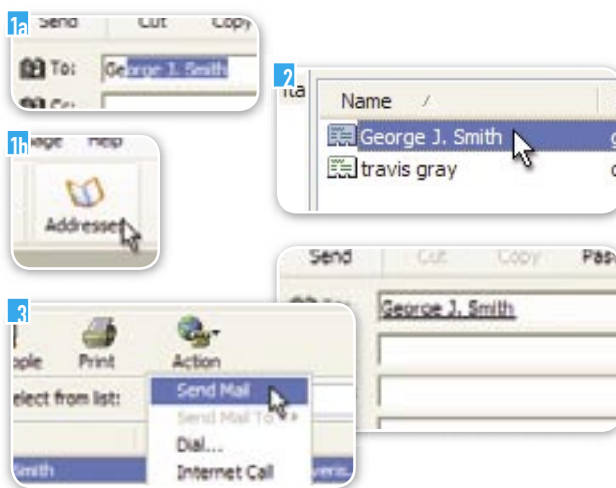 1a
Send Cut Copy
To: George J. Smith
Cc:
1b
Help
Addresses
2
Name
George J. Smith
travis gray
Send Cut Copy
George J. Smith
3
Print Action
elect from list:
Send Mail
Send Mail To
Dial...
Internet Call
Smith